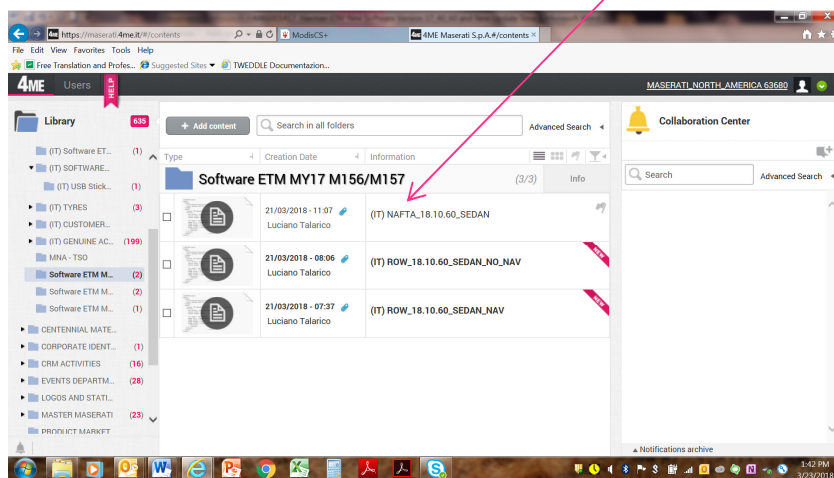 https://maserati.4me.it/#/contents
ModisCS+
4ME Maserati S.p.A.#/contents
File Edit View Favorites Tools Help
Free Translation and Profes...
Suggested Sites
TWEDDLE Documentazion...
4ME
Users
HELP
MASERATI_NORTH_AMERICA 63680
Library
635
+ Add content
Search in all folders
Advanced Search
Collaboration Center
(IT) Software ET... (1)
(IT) SOFTWARE...
(IT) USB Stick... (1)
(IT) TYRES (3)
(IT) CUSTOMER...
(IT) GENUINE AC... (199)
MNA - TSO
Software ETM M... (2)
Software ETM M... (2)
Software ETM M... (1)
CENTENNIAL MATE...
CORPORATE IDENT... (1)
CRM ACTIVITIES (16)
EVENTS DEPARTM... (28)
LOGOS AND STATI...
MASTER MASERATI (23)
PRODUCT MARKET
Type
Creation Date
Information
Software ETM MY17 M156/M157
(3/3)
Info
21/03/2018 - 11:07
Luciano Talarico
(IT) NAFTA_18.10.60_SEDAN
21/03/2018 - 08:06
Luciano Talarico
(IT) ROW_18.10.60_SEDAN_NO_NAV
NEW
21/03/2018 - 07:37
Luciano Talarico
(IT) ROW_18.10.60_SEDAN_NAV
NEW
Search
Advanced Search
Notifications archive
1:42 PM
3/23/2018